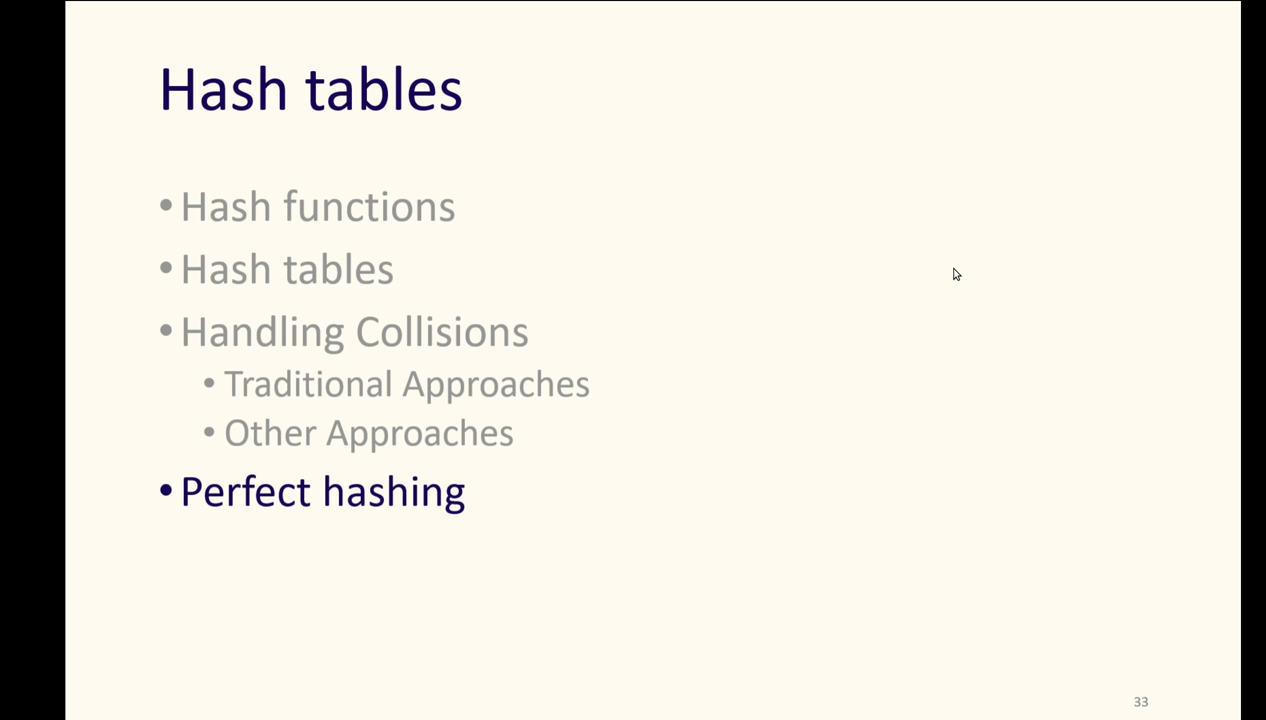 Hash tables
• Hash functions
• Hash tables
• Handling Collisions
• Traditional Approaches
• Other Approaches
• Perfect hashing
33